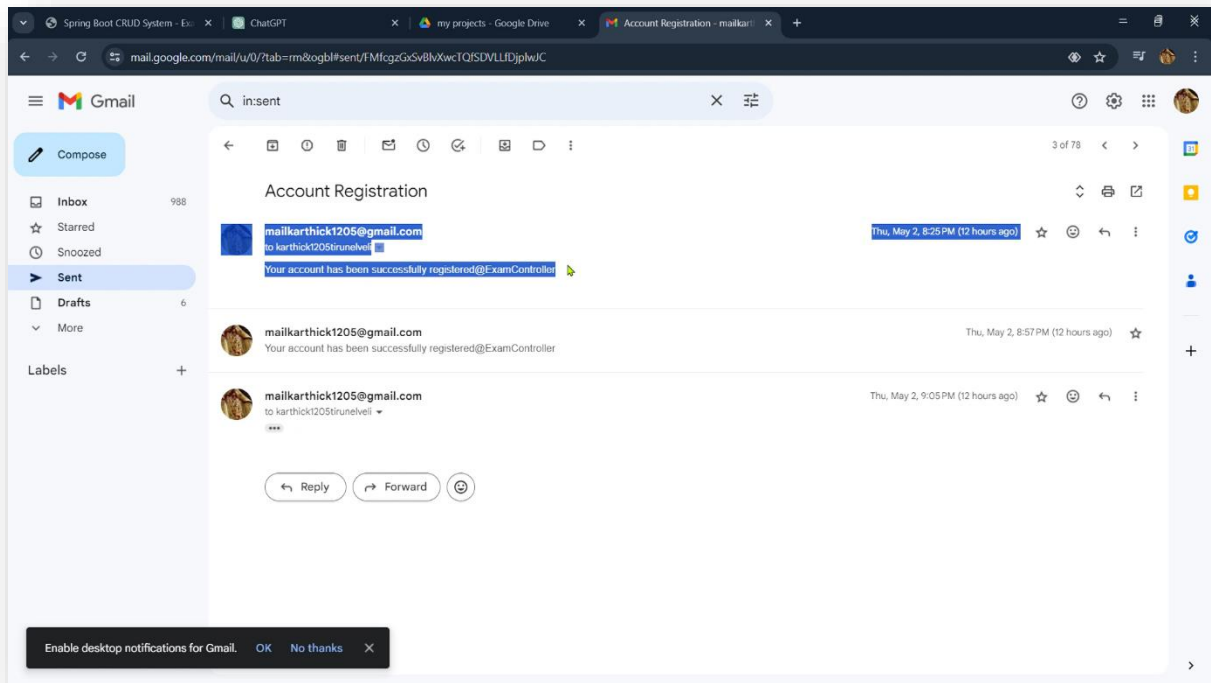 Spring Boot CRUD System - Exa
ChatGPT
my projects - Google Drive
Account Registration - mailkart
mail.google.com/mail/u/0/?tab=rm&ogbl#sent/FMfcgzGxSvBlvXwcTQfSDVLLfDjplwJC
Gmail
in:sent
Compose
3 of 78
Account Registration
Inbox 988
Starred
Snoozed
Sent
Drafts 6
More
Labels
mailkarthick1205@gmail.com Thu, May 2, 8:25 PM (12 hours ago)
to karthick1205tirunelveli
Your account has been successfully registered@ExamController
mailkarthick1205@gmail.com Thu, May 2, 8:57 PM (12 hours ago)
Your account has been successfully registered@ExamController
mailkarthick1205@gmail.com Thu, May 2, 9:05 PM (12 hours ago)
to karthick1205tirunelveli
Reply Forward
Enable desktop notifications for Gmail. OK No thanks
31